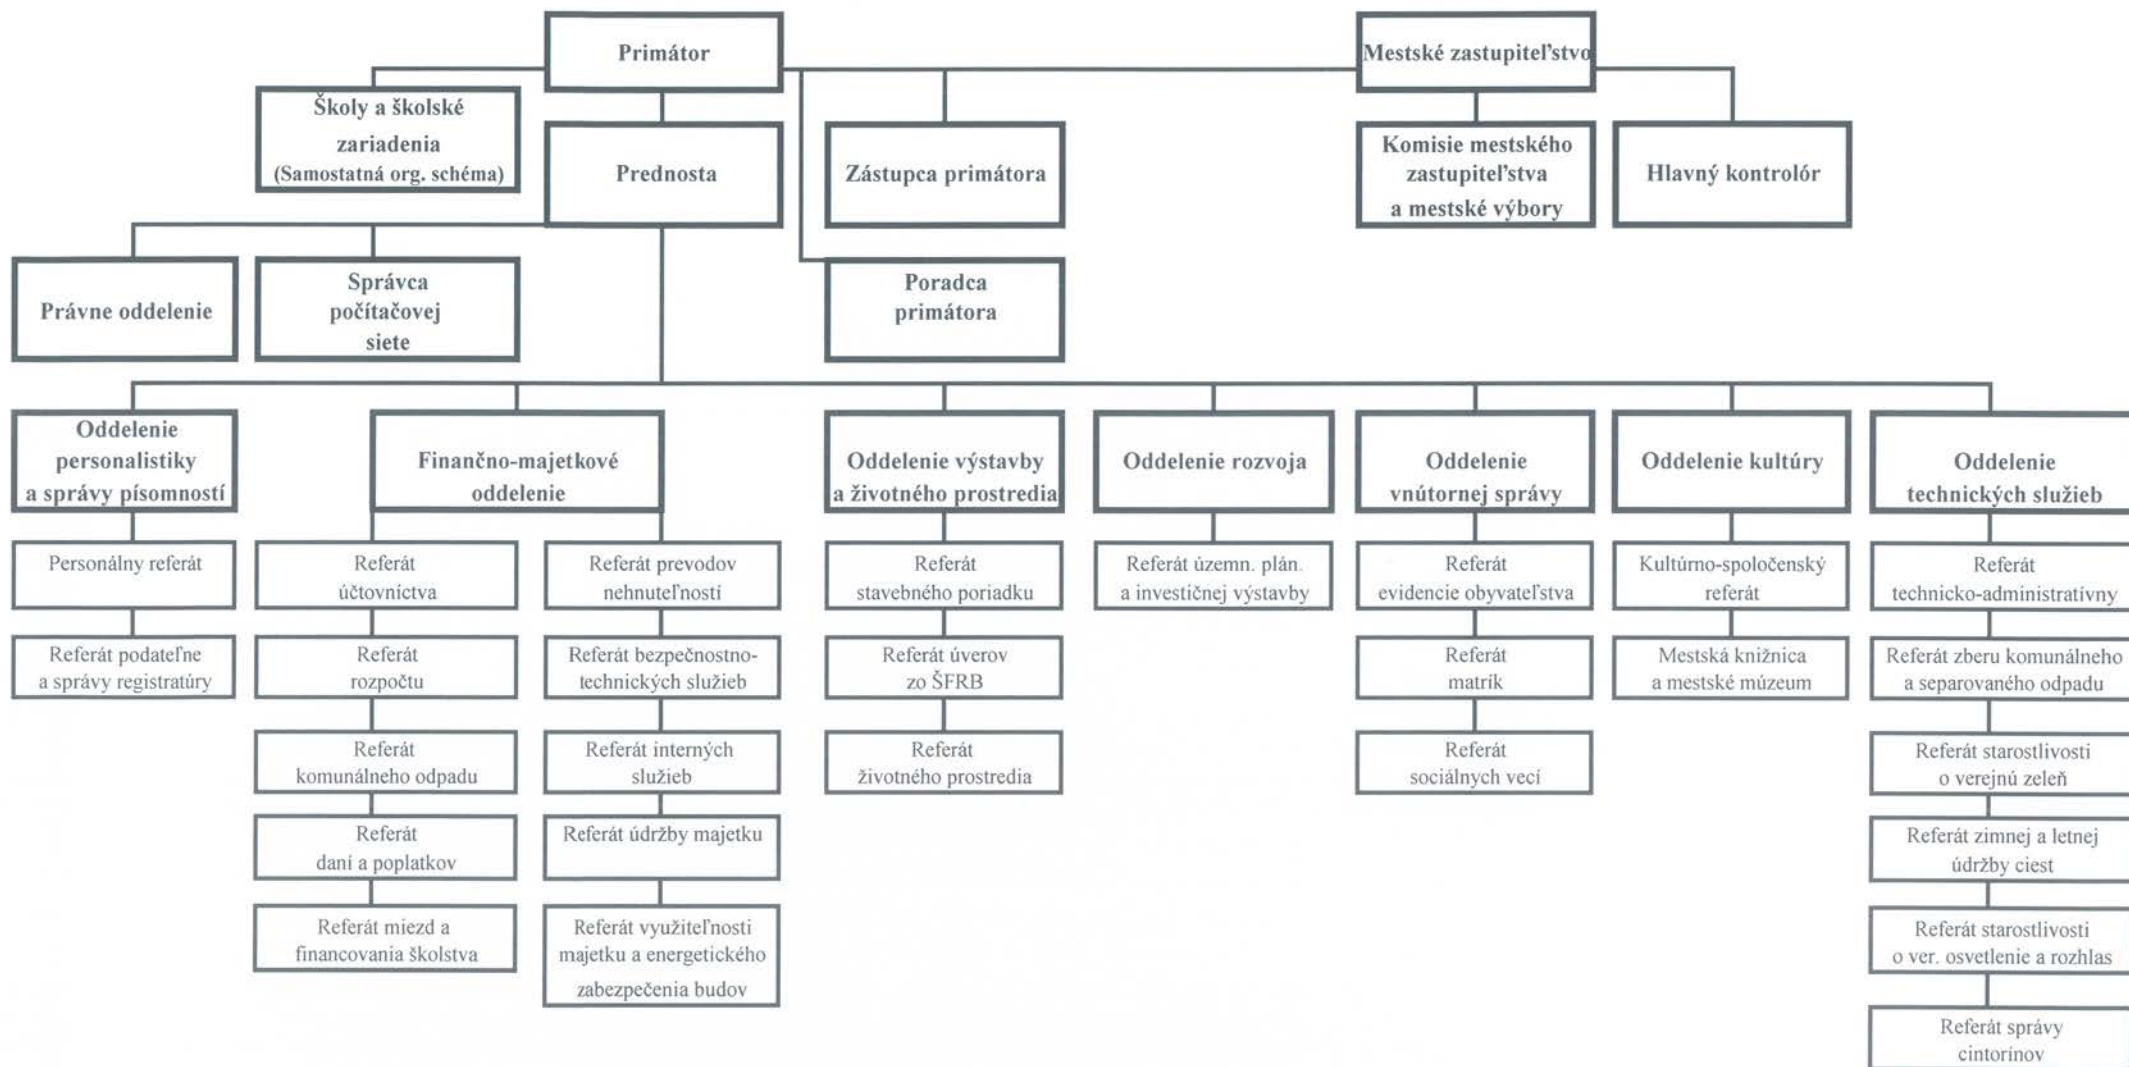 Primátor
Mestské zastupiteľstvo
Školy a školské
zariadenia
(Samostatná org. schéma)
Prednosta
Zástupca primátora
Komisie mestského
zastupiteľstva
a mestské výbory
Hlavný kontrolór
Právne oddelenie
Správca
počítačovej
siete
Poradca
primátora
Oddelenie
personalistiky
a správy písomností
Finančno-majetkové
oddelenie
Oddelenie výstavby
a životného prostredia
Oddelenie rozvoja
Oddelenie
vnútornej správy
Oddelenie kultúry
Oddelenie
technických služieb
Personálny referát
Referát podateľne
a správy registratúry
Referát
účtovníctva
Referát
rozpočtu
Referát
komunálneho odpadu
Referát
daní a poplatkov
Referát miezd a
financovania školstva
Referát prevodov
nehnuteľností
Referát bezpečnostno-
technických služieb
Referát interných
služieb
Referát údržby majetku
Referát využiteľnosti
majetku a energetického
zabezpečenia budov
Referát
stavebného poriadku
Referát úverov
zo ŠFRB
Referát
životného prostredia
Referát územn. plán.
a investičnej výstavby
Referát
evidencie obyvateľstva
Referát
matrík
Referát
sociálnych vecí
Kultúrno-spoločenský
referát
Mestská knižnica
a mestské múzeum
Referát
technicko-administratívny
Referát zberu komunálneho
a separovaného odpadu
Referát starostlivosti
o verejnú zeleň
Referát zimnej a letnej
údržby ciest
Referát starostlivosti
o ver. osvetlenie a rozhlas
Referát správy
cintorínov